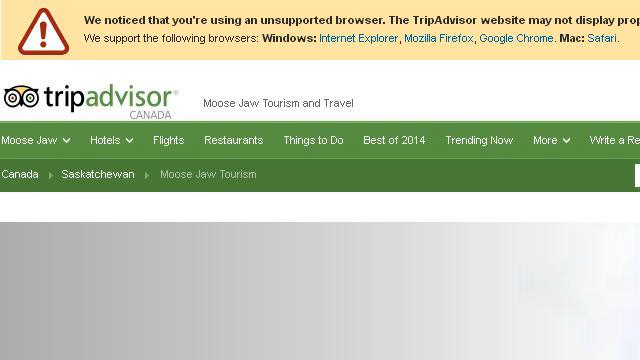 We noticed that you're using an unsupported browser. The TripAdvisor website may not display
We support the following browsers: Windows: Internet Explorer, Mozilla Firefox, Google Chrome. Mac: Safari.
tripadvisor®
CANADA
Moose Jaw Tourism and Travel
Moose Jaw Hotels Flights Restaurants Things to Do Best of 2014 Trending Now More Write a
Canada Saskatchewan Moose Jaw Tourism